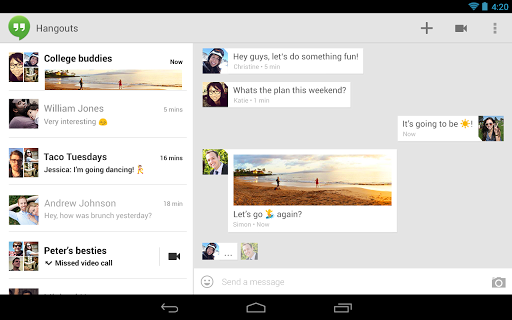 4:20
Hangouts
College buddies
Now
William Jones
5 mins
Very interesting 😊
Taco Tuesdays
16 mins
Jessica: I'm going dancing! 💃
Andrew Johnson
18 min
Hey, how was brunch yesterday?
Peter's besties
Missed video call
Hey guys, let's do something fun!
Christine • 5 min
Whats the plan this weekend?
Katie • 1 min
It's going to be ☀️!
Now
Let's go 🏄 again?
Simon • Now
...
Send a message